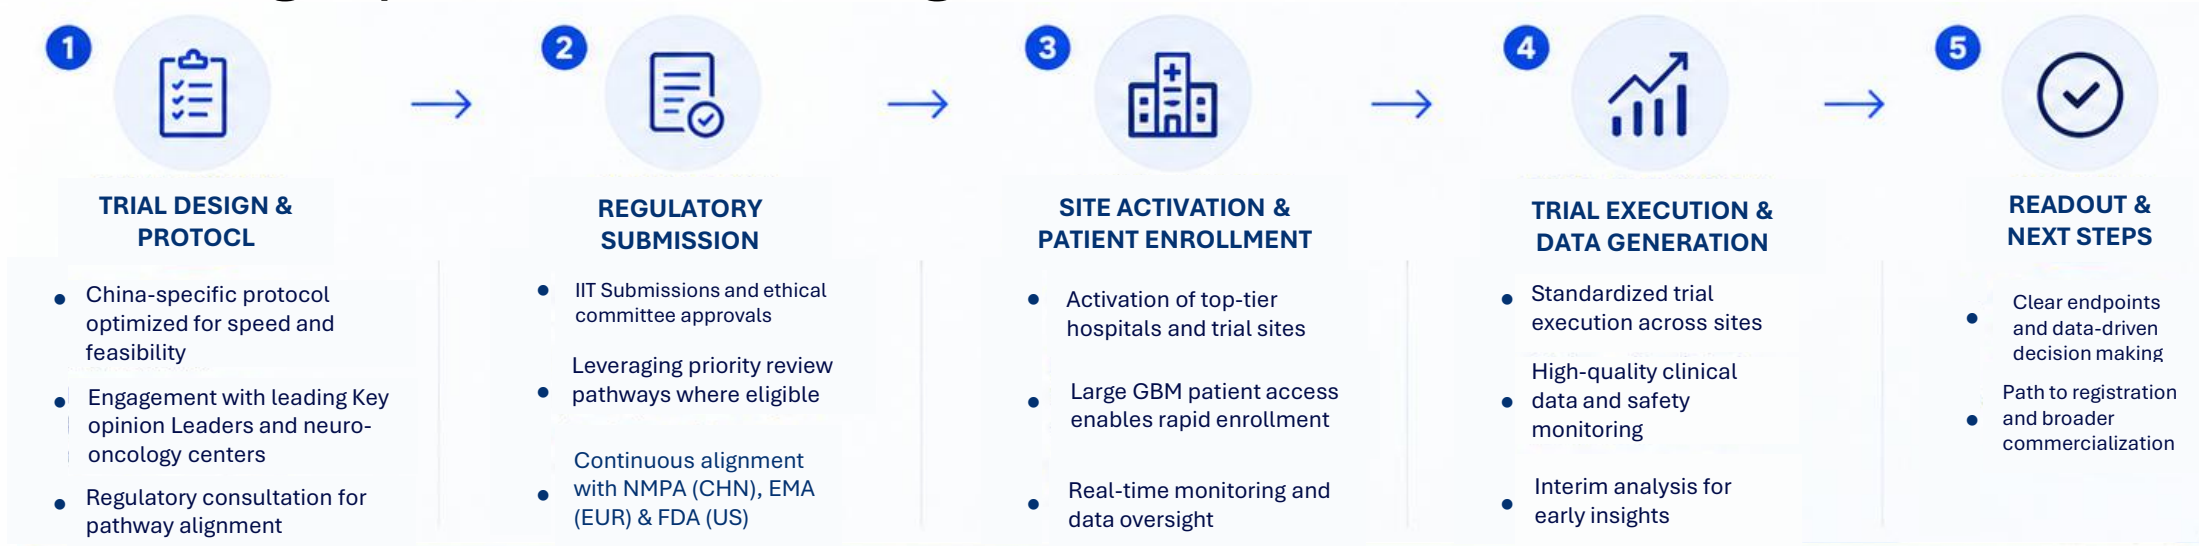 1
TRIAL DESIGN &
PROTOCL
China-specific protocol
optimized for speed and
feasibility
Engagement with leading Key
opinion Leaders and neuro-
oncology centers
Regulatory consultation for
pathway alignment
2
REGULATORY
SUBMISSION
IIT Submissions and ethical
committee approvals
Leveraging priority review
pathways where eligible
Continuous alignment
with NMPA (CHN), EMA
(EUR) & FDA (US)
3
SITE ACTIVATION &
PATIENT ENROLLMENT
Activation of top-tier
hospitals and trial sites
Large GBM patient access
enables rapid enrollment
Real-time monitoring and
data oversight
4
TRIAL EXECUTION &
DATA GENERATION
Standardized trial
execution across sites
High-quality clinical
data and safety
monitoring
Interim analysis for
early insights
5
READOUT &
NEXT STEPS
Clear endpoints
and data-driven
decision making
Path to registration
and broader
commercialization